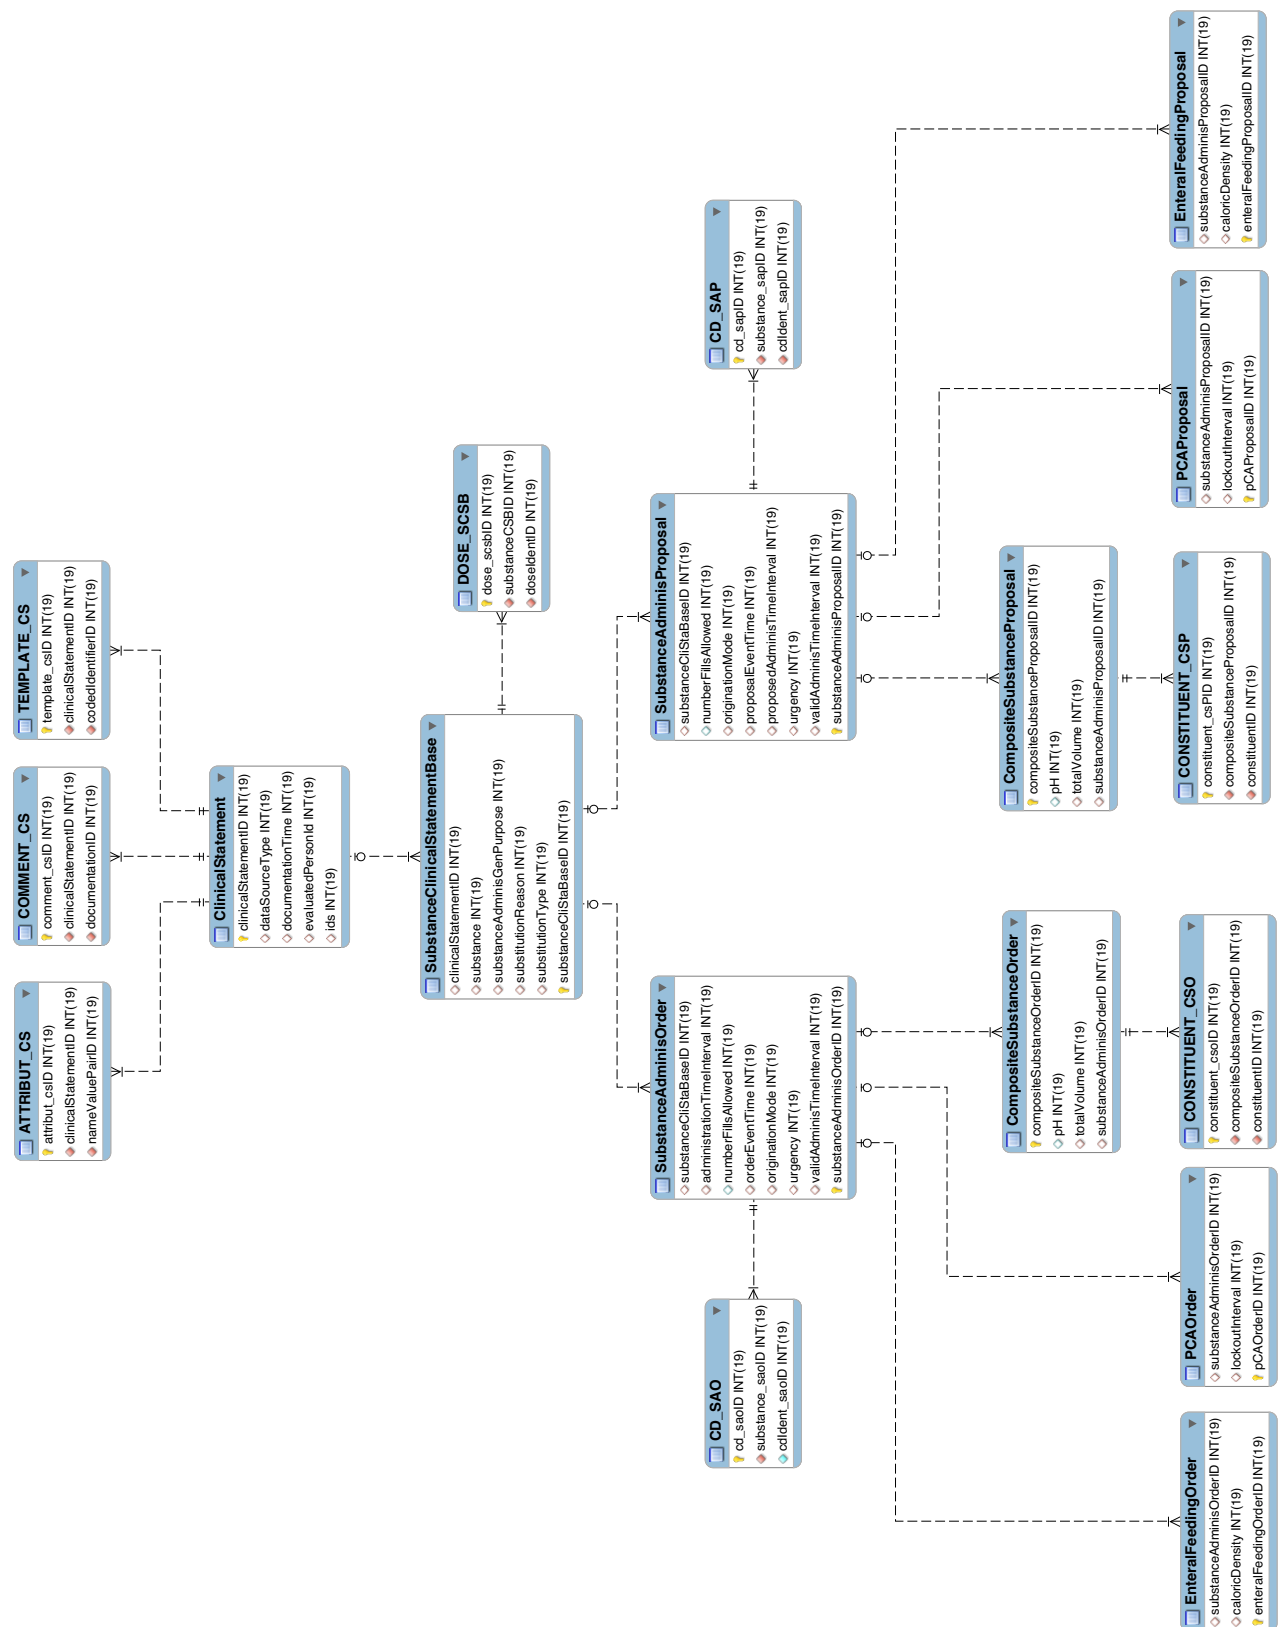 ATTRIBUT_CS
attribut_csID INT(19)
clinicalStatementID INT(19)
nameValuePairID INT(19)
COMMENT_CS
comment_csID INT(19)
clinicalStatementID INT(19)
documentationID INT(19)
TEMPLATE_CS
template_csID INT(19)
clinicalStatementID INT(19)
codedIdentifierID INT(19)
ClinicalStatement
clinicalStatementID INT(19)
dataSourceType INT(19)
documentationTime INT(19)
evaluatedPersonId INT(19)
ids INT(19)
SubstanceClinicalStatementBase
clinicalStatementID INT(19)
substance INT(19)
substanceAdminisGenPurpose INT(19)
substitutionReason INT(19)
substitutionType INT(19)
substanceCliStaBaseID INT(19)
DOSE_SCSB
dose_scsbID INT(19)
substanceCSBID INT(19)
doseIdentID INT(19)
CD_SAO
cd_saoID INT(19)
substance_saoID INT(19)
cdIdent_saoID INT(19)
SubstanceAdminisOrder
substanceCliStaBaseID INT(19)
administrationTimeInterval INT(19)
numberFillsAllowed INT(19)
orderEventTime INT(19)
originationMode INT(19)
urgency INT(19)
validAdminisTimeInterval INT(19)
substanceAdminisOrderID INT(19)
SubstanceAdminisProposal
substanceCliStaBaseID INT(19)
numberFillsAllowed INT(19)
originationMode INT(19)
proposalEventTime INT(19)
proposedAdminisTimeInterval INT(19)
urgency INT(19)
validAdminisTimeInterval INT(19)
substanceAdminisProposalID INT(19)
CD_SAP
cd_sapID INT(19)
substance_sapID INT(19)
cdIdent_sapID INT(19)
CompositeSubstanceOrder
compositeSubstanceOrderID INT(19)
pH INT(19)
totalVolume INT(19)
substanceAdminisOrderID INT(19)
CompositeSubstanceProposal
compositeSubstanceProposalID INT(19)
pH INT(19)
totalVolume INT(19)
substanceAdminisProposalID INT(19)
EnteralFeedingOrder
substanceAdminisOrderID INT(19)
caloricDensity INT(19)
enteralFeedingOrderID INT(19)
PCAOrder
substanceAdminisOrderID INT(19)
lockoutInterval INT(19)
pCAOrderID INT(19)
CONSTITUENT_CSO
constituent_csoID INT(19)
compositeSubstanceOrderID INT(19)
constituentID INT(19)
CONSTITUENT_CSP
constituent_csPID INT(19)
compositeSubstanceProposalID INT(19)
constituentID INT(19)
PCAProposal
substanceAdminisProposalID INT(19)
lockoutInterval INT(19)
pCAProposalID INT(19)
EnteralFeedingProposal
substanceAdminisProposalID INT(19)
caloricDensity INT(19)
enteralFeedingProposalID INT(19)